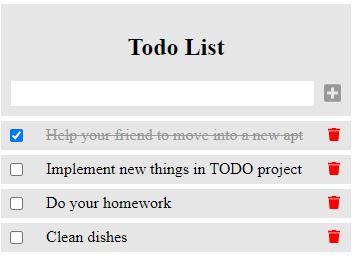 Todo List
Help your friend to move into a new apt
Implement new things in TODO project
Do your homework
Clean dishes